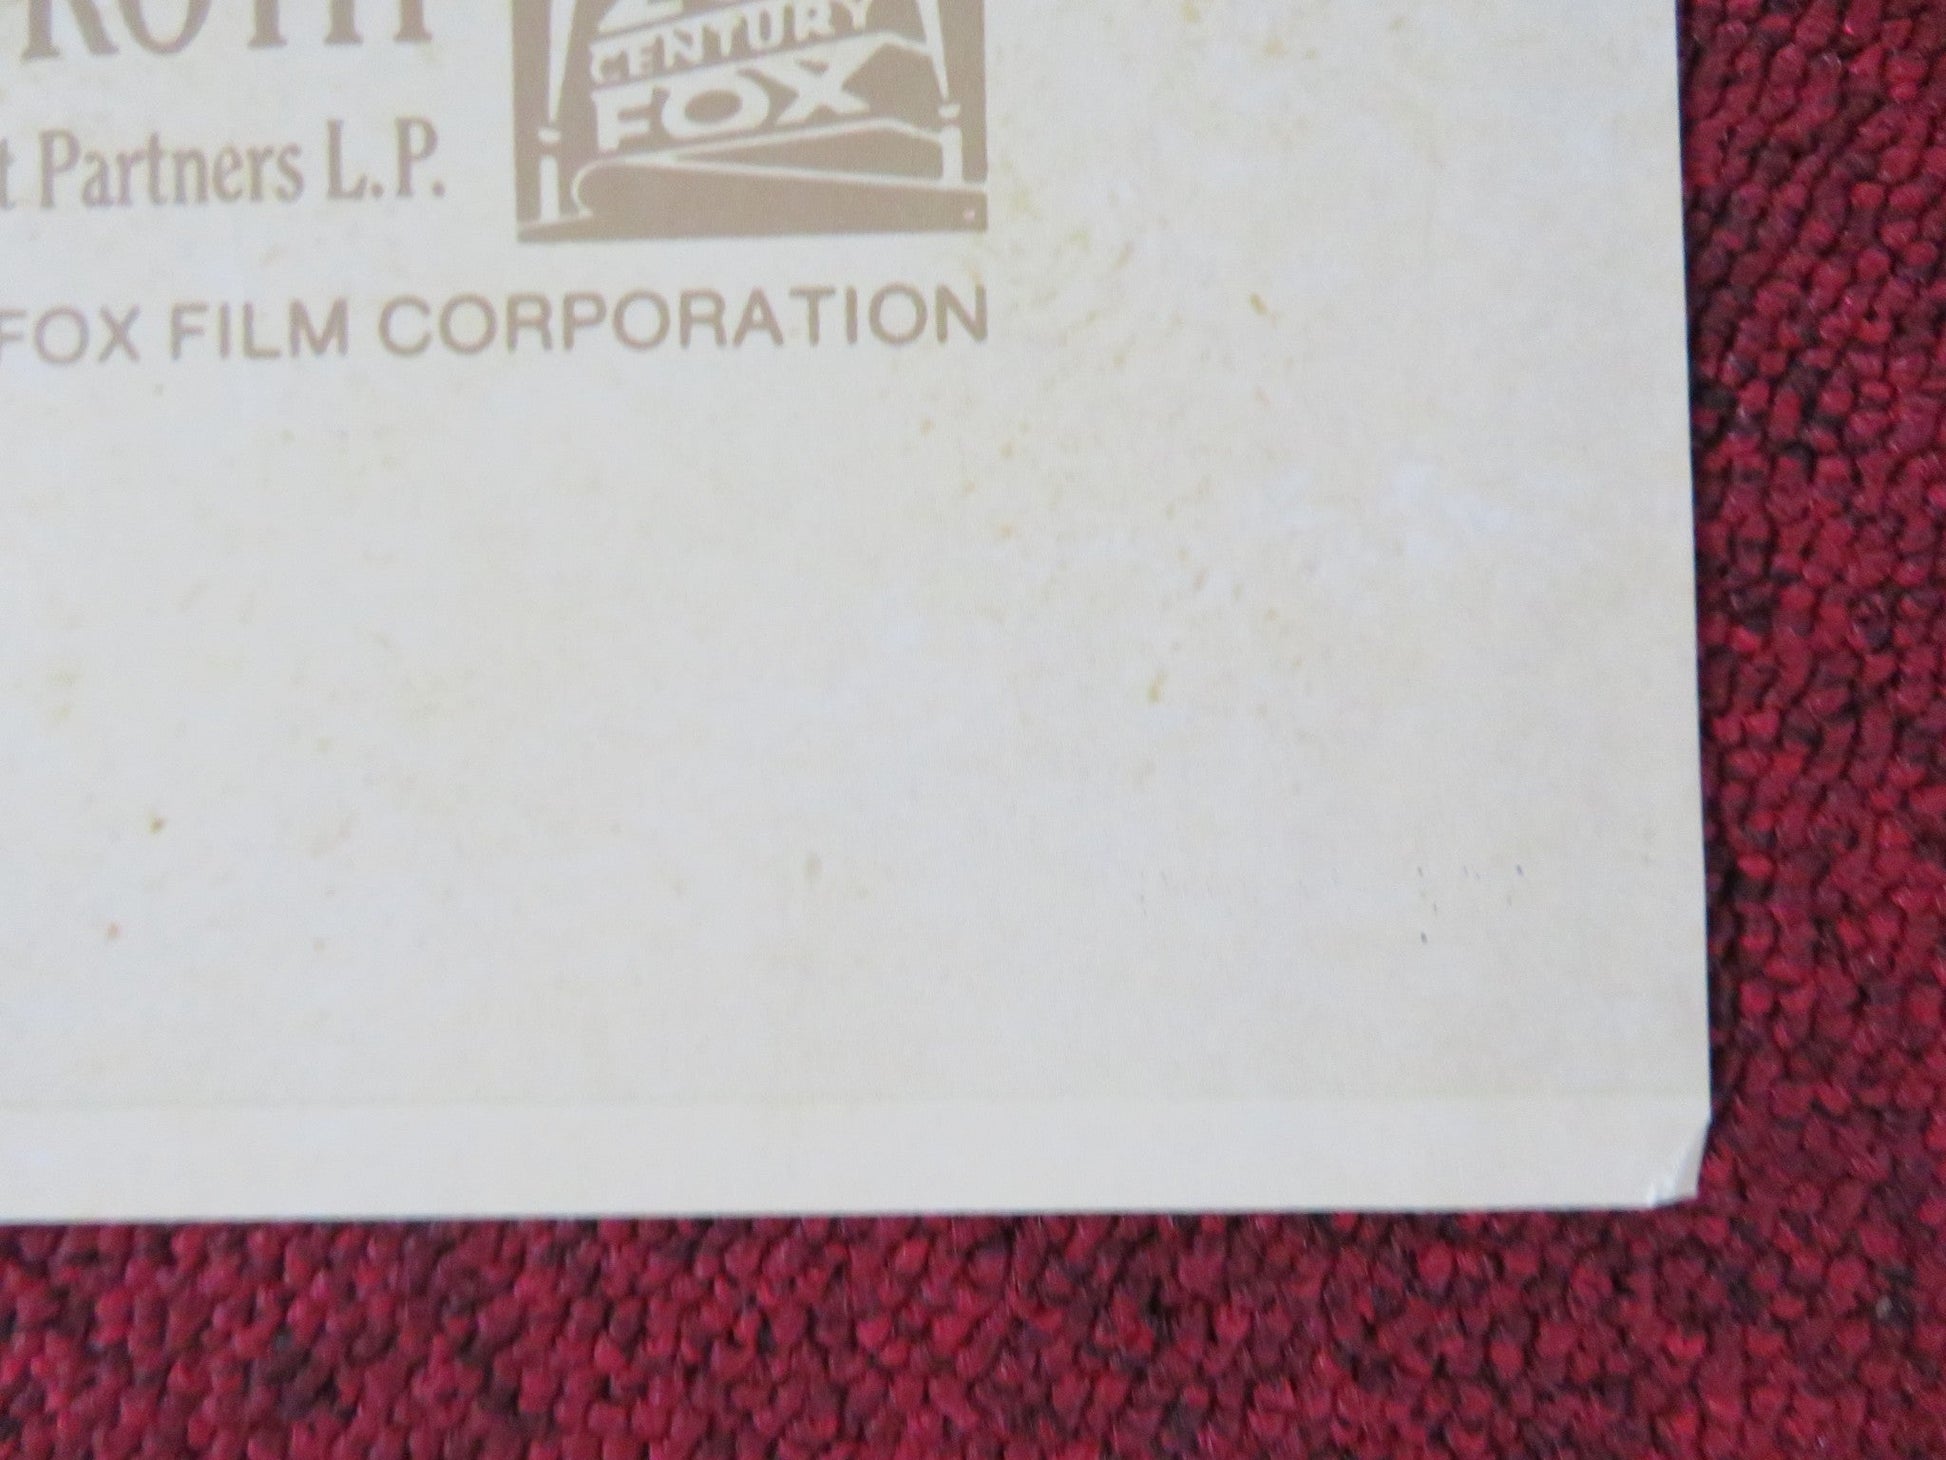 ROTH
CENTURY
FOX
t Partners L.P.
FOX FILM CORPORATION